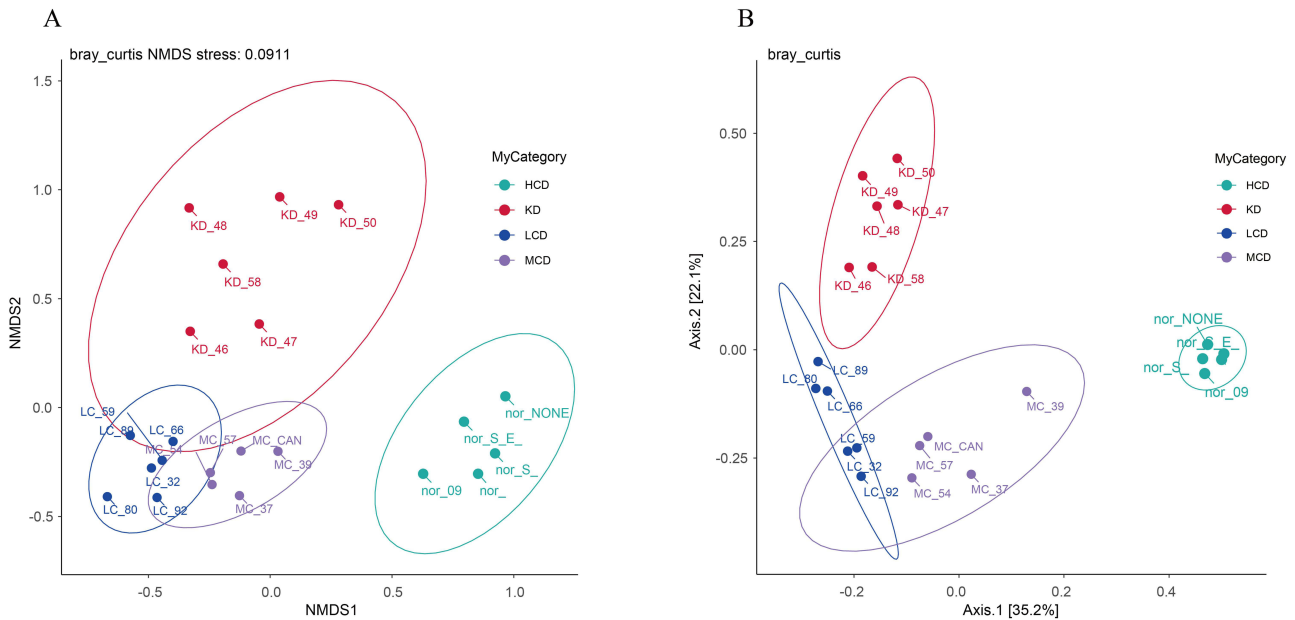 A
bray_curtis NMDS stress: 0.0911
NMDS2
1.5
1.0
0.5
0.0
-0.5
KD_48
KD_49
KD_50
KD_58
KD_46
KD_47
LC_59
LC_89
LC_66
MC_54
MC_57
MC_CAN
MC_39
LC_32
LC_80
LC_92
MC_37
nor_NONE
nor_S_E_
nor_S_
nor_09
nor_
-0.5
0.0
0.5
1.0
NMDS1
MyCategory
HCD
KD
LCD
MCD
B
bray_curtis
Axis.2 [22.1%]
0.50
0.25
0.00
-0.25
KD_50
KD_49
KD_47
KD_48
KD_46
KD_58
nor_NONE
nor_S_E_
nor_S_
nor_09
LC_89
LC_80
LC_66
MC_39
LC_59
MC_CAN
LC_32
MC_57
LC_92
MC_54
MC_37
-0.2
0.0
0.2
0.4
Axis.1 [35.2%]
MyCategory
HCD
KD
LCD
MCD